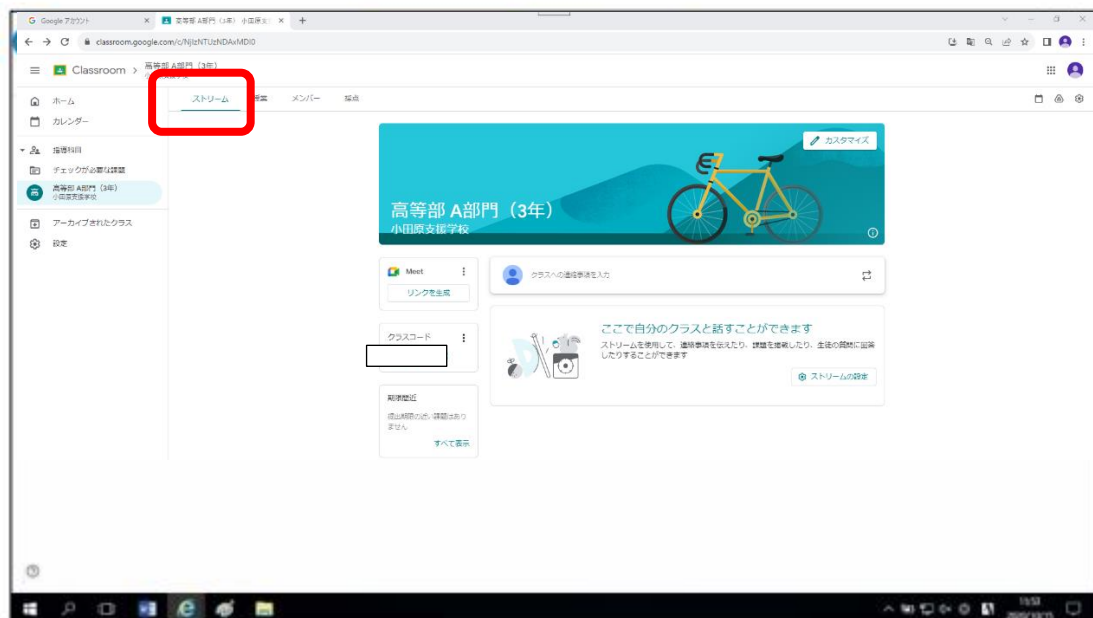 Google アカウント
高等部 A部門（3年） 小田原支
classroom.google.com/c/NjIzNTUzNDAxMDI0
Classroom
高等部 A部門（3年）
ホーム
カレンダー
指導科目
チェックが必要な課題
高等部 A部門（3年）
小田原支援学校
アーカイブされたクラス
設定
ストリーム
授業
メンバー
採点
カスタマイズ
高等部 A部門（3年）
小田原支援学校
Meet
リンクを生成
クラスコード
期限間近
提出期限の近い課題はあり
ません
すべて表示
クラスへの連絡事項を入力
ここで自分のクラスと話すことができます
ストリームを使用して、連絡事項を伝えたり、課題を掲載したり、生徒の質問に回答
したりすることができます
ストリームの設定